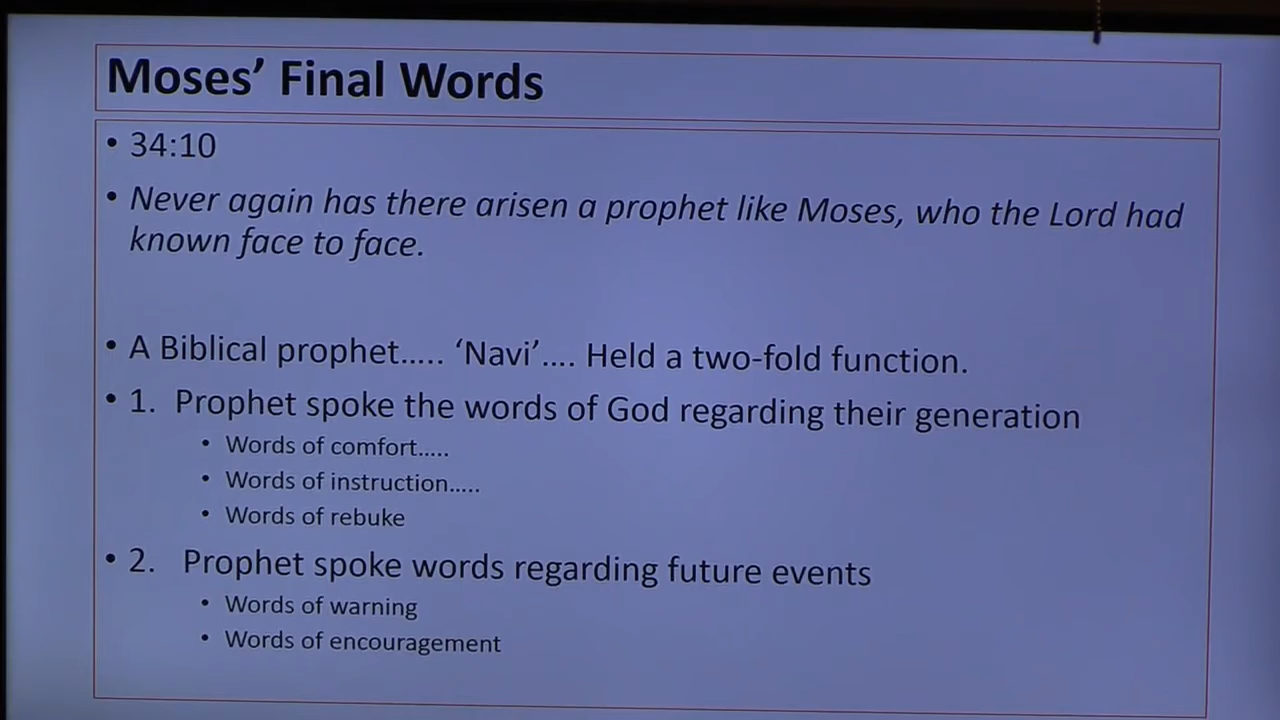 Moses’ Final Words
• 34:10
• Never again has there arisen a prophet like Moses, who the Lord had
known face to face.
• A Biblical prophet..... ‘Navi’.... Held a two-fold function.
• 1. Prophet spoke the words of God regarding their generation
• Words of comfort.....
• Words of instruction.....
• Words of rebuke
• 2. Prophet spoke words regarding future events
• Words of warning
• Words of encouragement